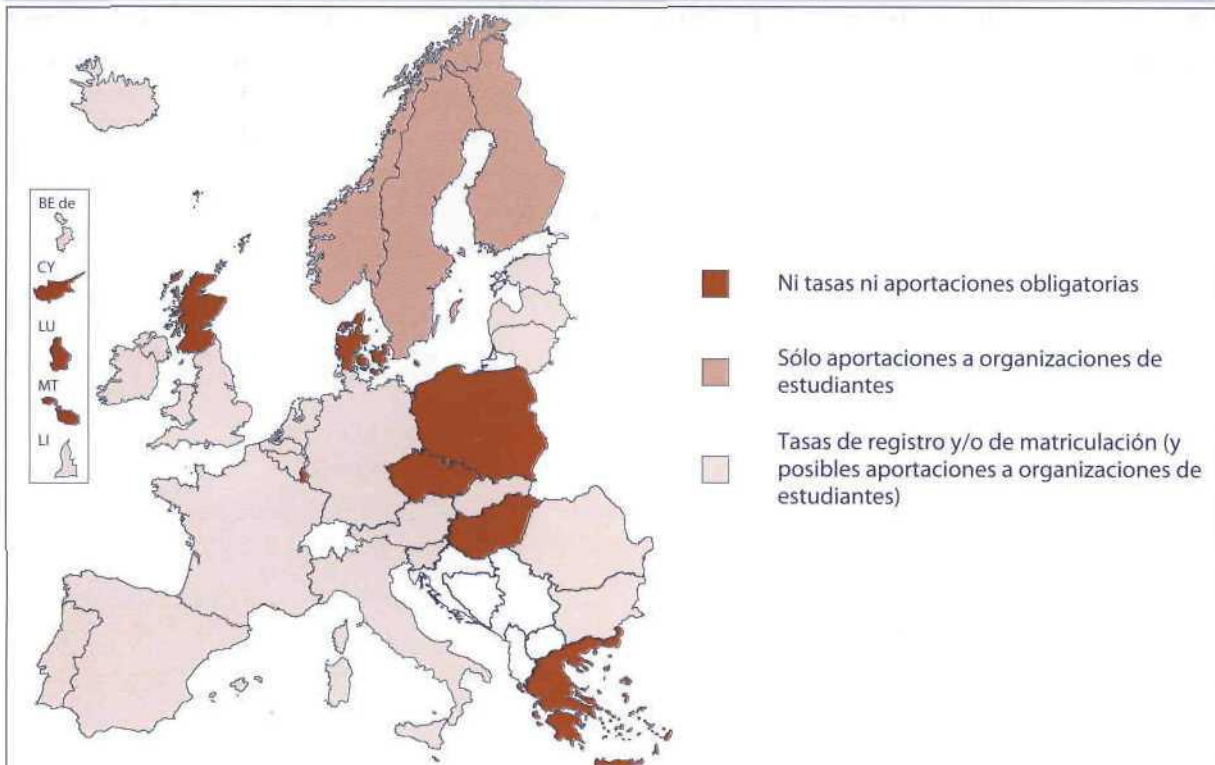 BE de
CY
LU
MT
LI
Ni tasas ni aportaciones obligatorias
Sólo aportaciones a organizaciones de
estudiantes
Tasas de registro y/o de matriculación (y
posibles aportaciones a organizaciones de
estudiantes)